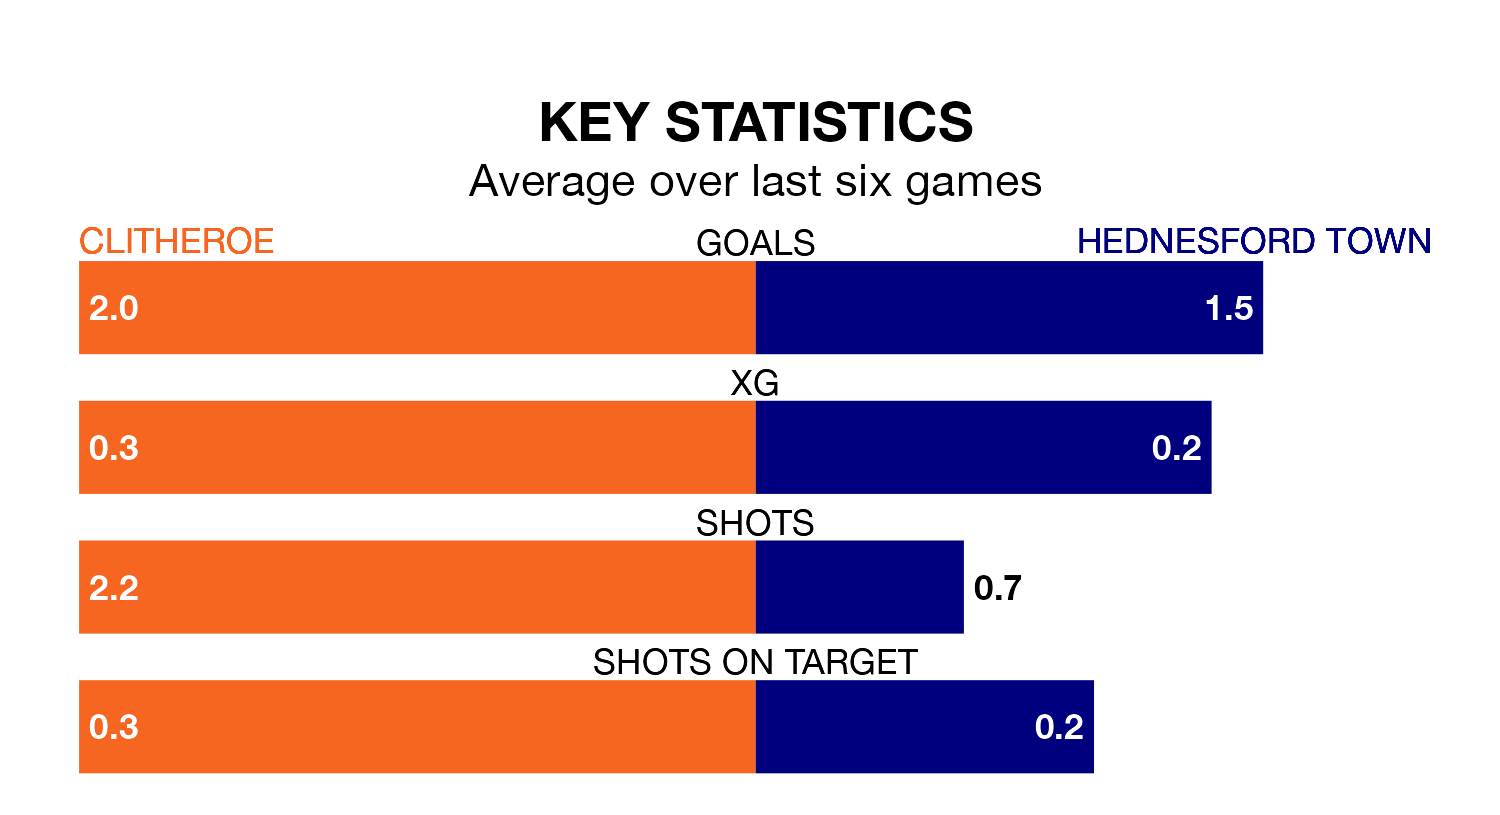 KEY STATISTICS
Average over last six games
CLITHEROE GOALS HEDNESFORD TOWN
2.0 1.5
XG
0.3 0.2
SHOTS
2.2 0.7
SHOTS ON TARGET
0.3 0.2